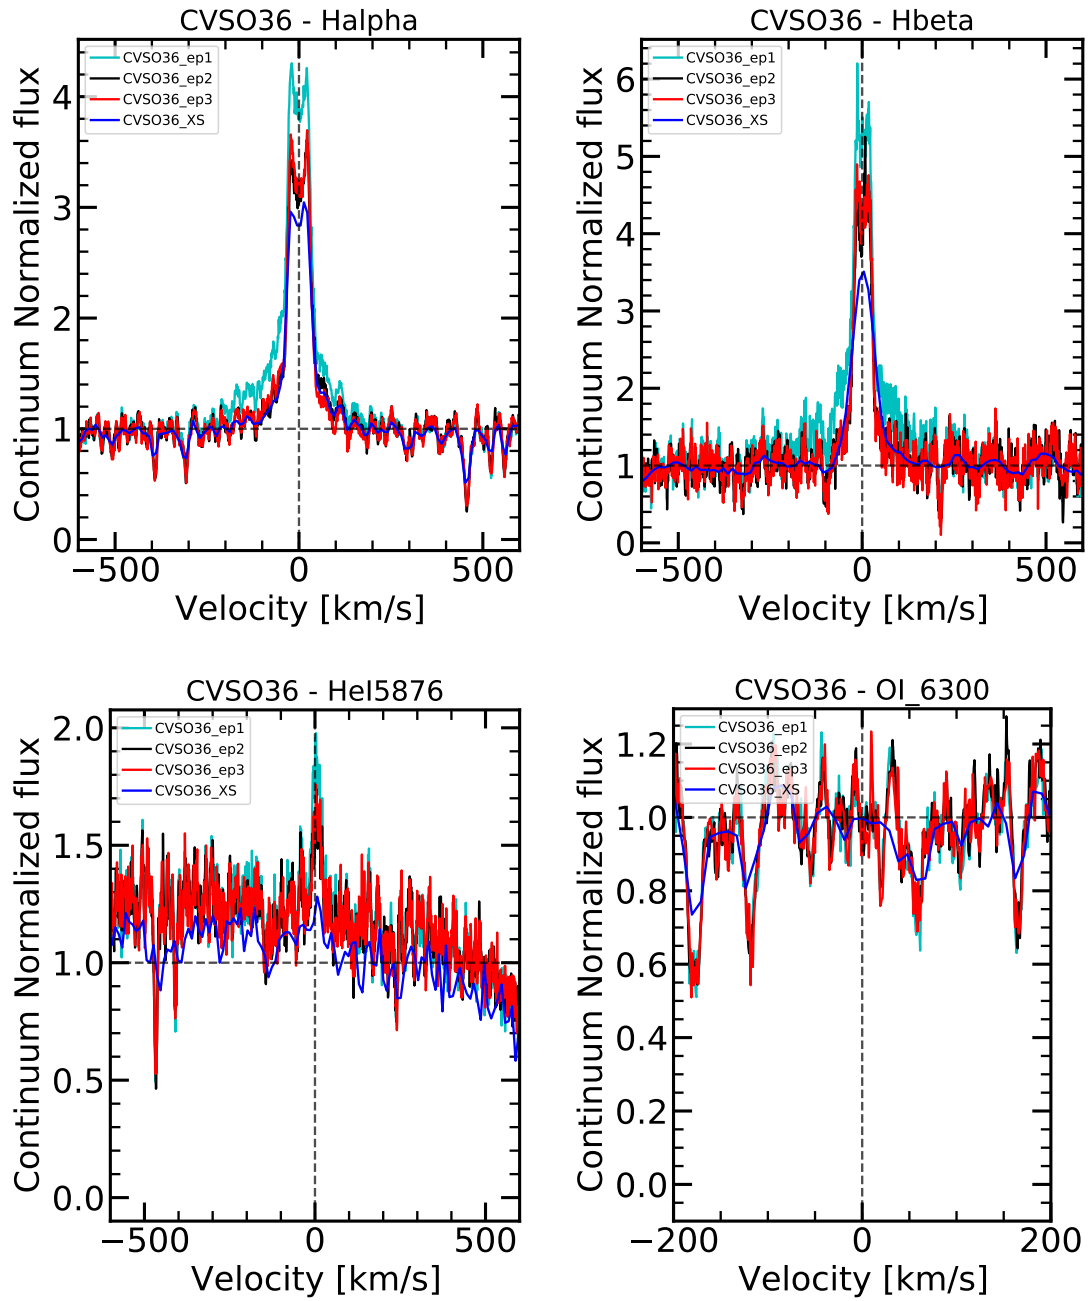 CVSO36 - Halpha
CVSO36_ep1
CVSO36_ep2
CVSO36_ep3
CVSO36_XS
Continuum Normalized flux
4
3
2
1
0
−500 0 500
Velocity [km/s]
CVSO36 - Hbeta
CVSO36_ep1
CVSO36_ep2
CVSO36_ep3
CVSO36_XS
Continuum Normalized flux
6
5
4
3
2
1
0
−500 0 500
Velocity [km/s]
CVSO36 - HeI5876
CVSO36_ep1
CVSO36_ep2
CVSO36_ep3
CVSO36_XS
Continuum Normalized flux
2.0
1.5
1.0
0.5
0.0
−500 0 500
Velocity [km/s]
CVSO36 - OI_6300
CVSO36_ep1
CVSO36_ep2
CVSO36_ep3
CVSO36_XS
Continuum Normalized flux
1.2
1.0
0.8
0.6
0.4
0.2
0.0
−200 0 200
Velocity [km/s]